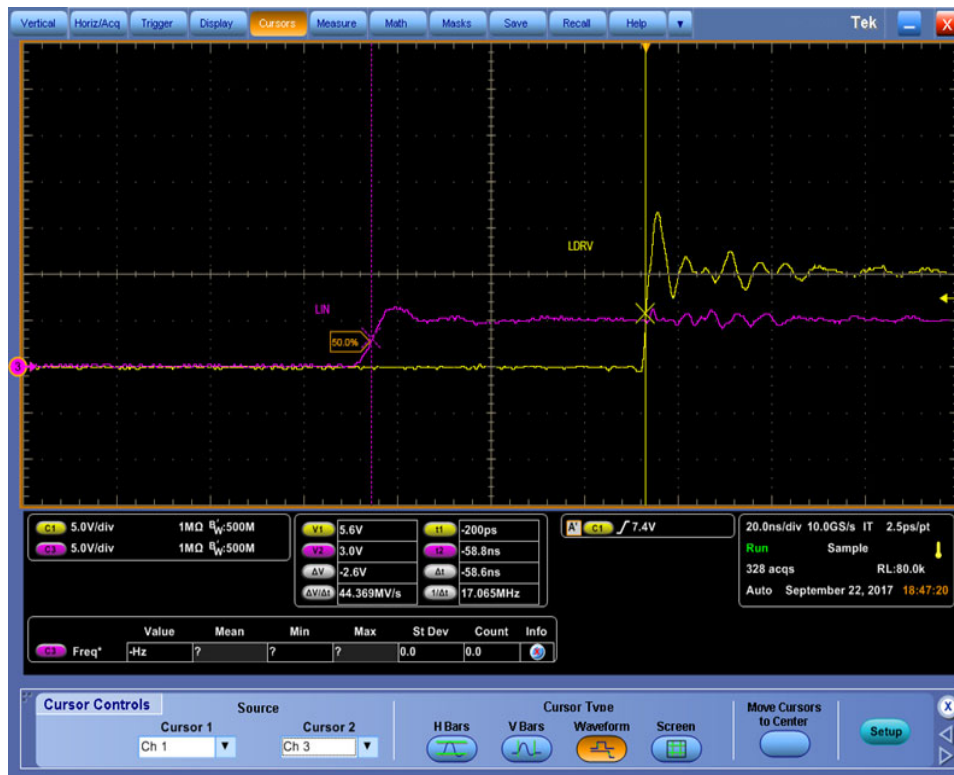 Vertical Horiz/Acq Trigger Display Cursors Measure Math Masks Save Recall Help Tek X
LDRV
LIN
50.0%
3
C1 5.0V/div 1MΩ BW:500M
C3 5.0V/div 1MΩ BW:500M
V1 5.6V t1 -200ps
V2 3.0V t2 -58.8ns
ΔV -2.6V Δt -58.6ns
ΔV/Δt 44.369MV/s 1/Δt 17.065MHz
A' C1 7.4V
20.0ns/div 10.0GS/s IT 2.5ps/pt
Run Sample
328 acqs RL:80.0k
Auto September 22, 2017 18:47:20
Value Mean Min Max St Dev Count Info
C3 Freq* -Hz ? ? ? 0.0 0.0
Cursor Controls
Source
Cursor 1 Cursor 2
Ch 1 Ch 3
Cursor Type
H Bars V Bars Waveform Screen
Move Cursors
to Center
Setup
X